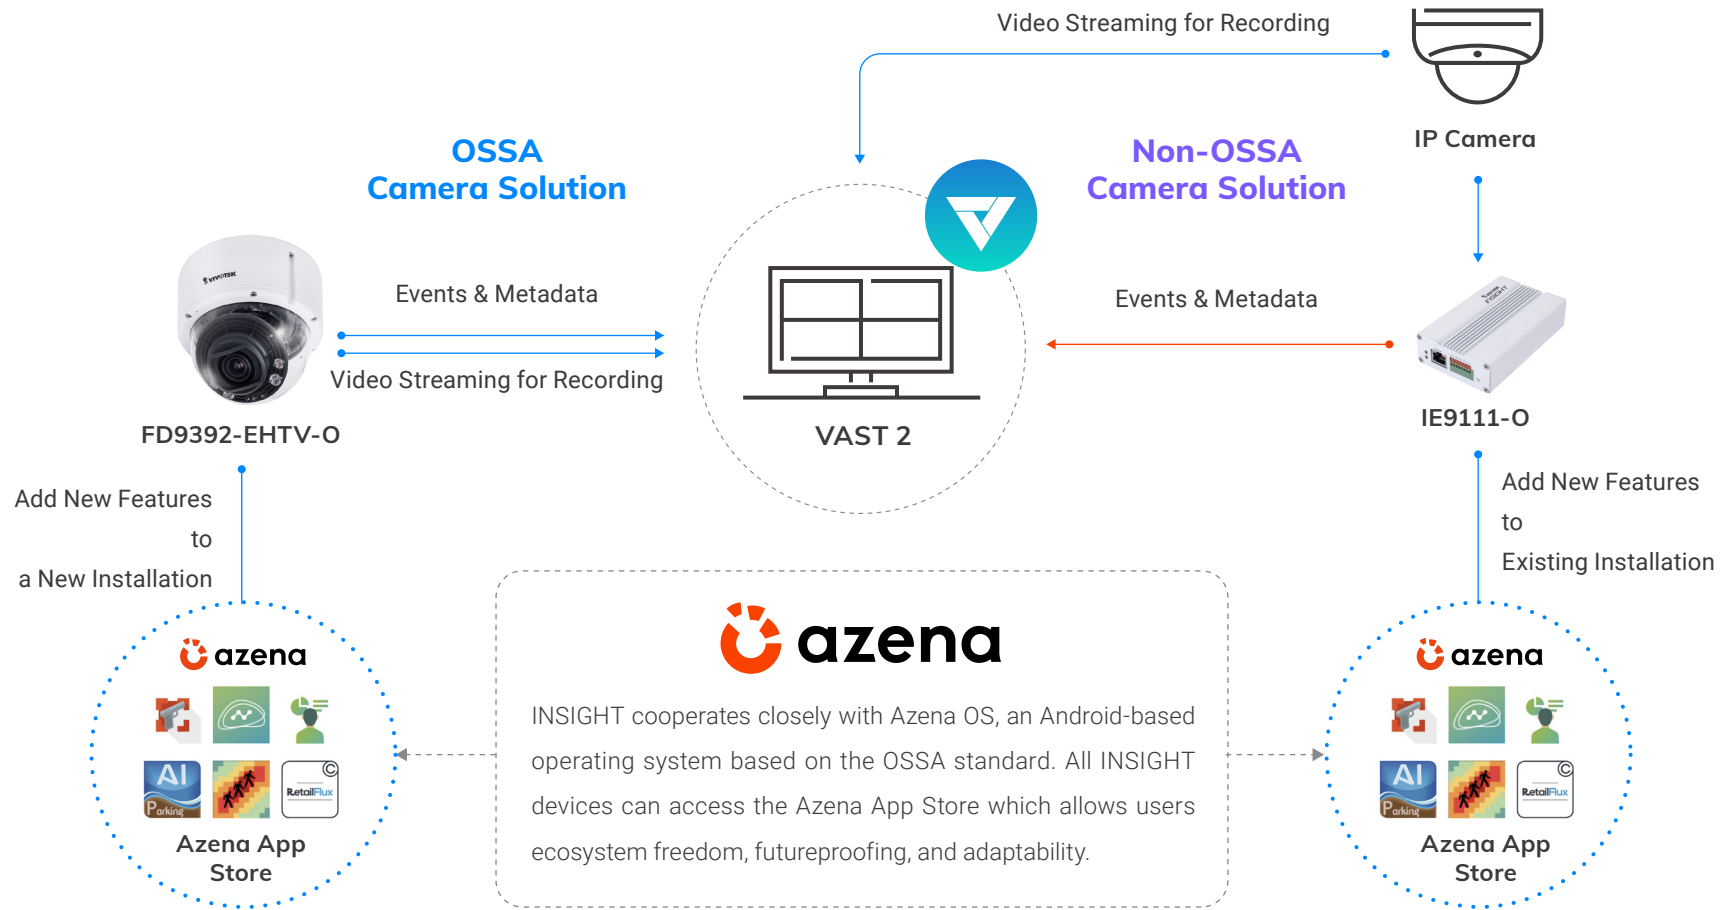 Video Streaming for Recording
IP Camera
OSSA
Camera Solution
Non-OSSA
Camera Solution
VIVOTEK
Events & Metadata
Video Streaming for Recording
FD9392-EHTV-O
VAST 2
Events & Metadata
VIVOTEK
INSIGHT
IE9111-O
Add New Features
to
a New Installation
Add New Features
to
Existing Installation
azena
AI
Parking
RetailFlux
©
Azena App
Store
azena
INSIGHT cooperates closely with Azena OS, an Android-based
operating system based on the OSSA standard. All INSIGHT
devices can access the Azena App Store which allows users
ecosystem freedom, futureproofing, and adaptability.
azena
AI
Parking
RetailFlux
©
Azena App
Store